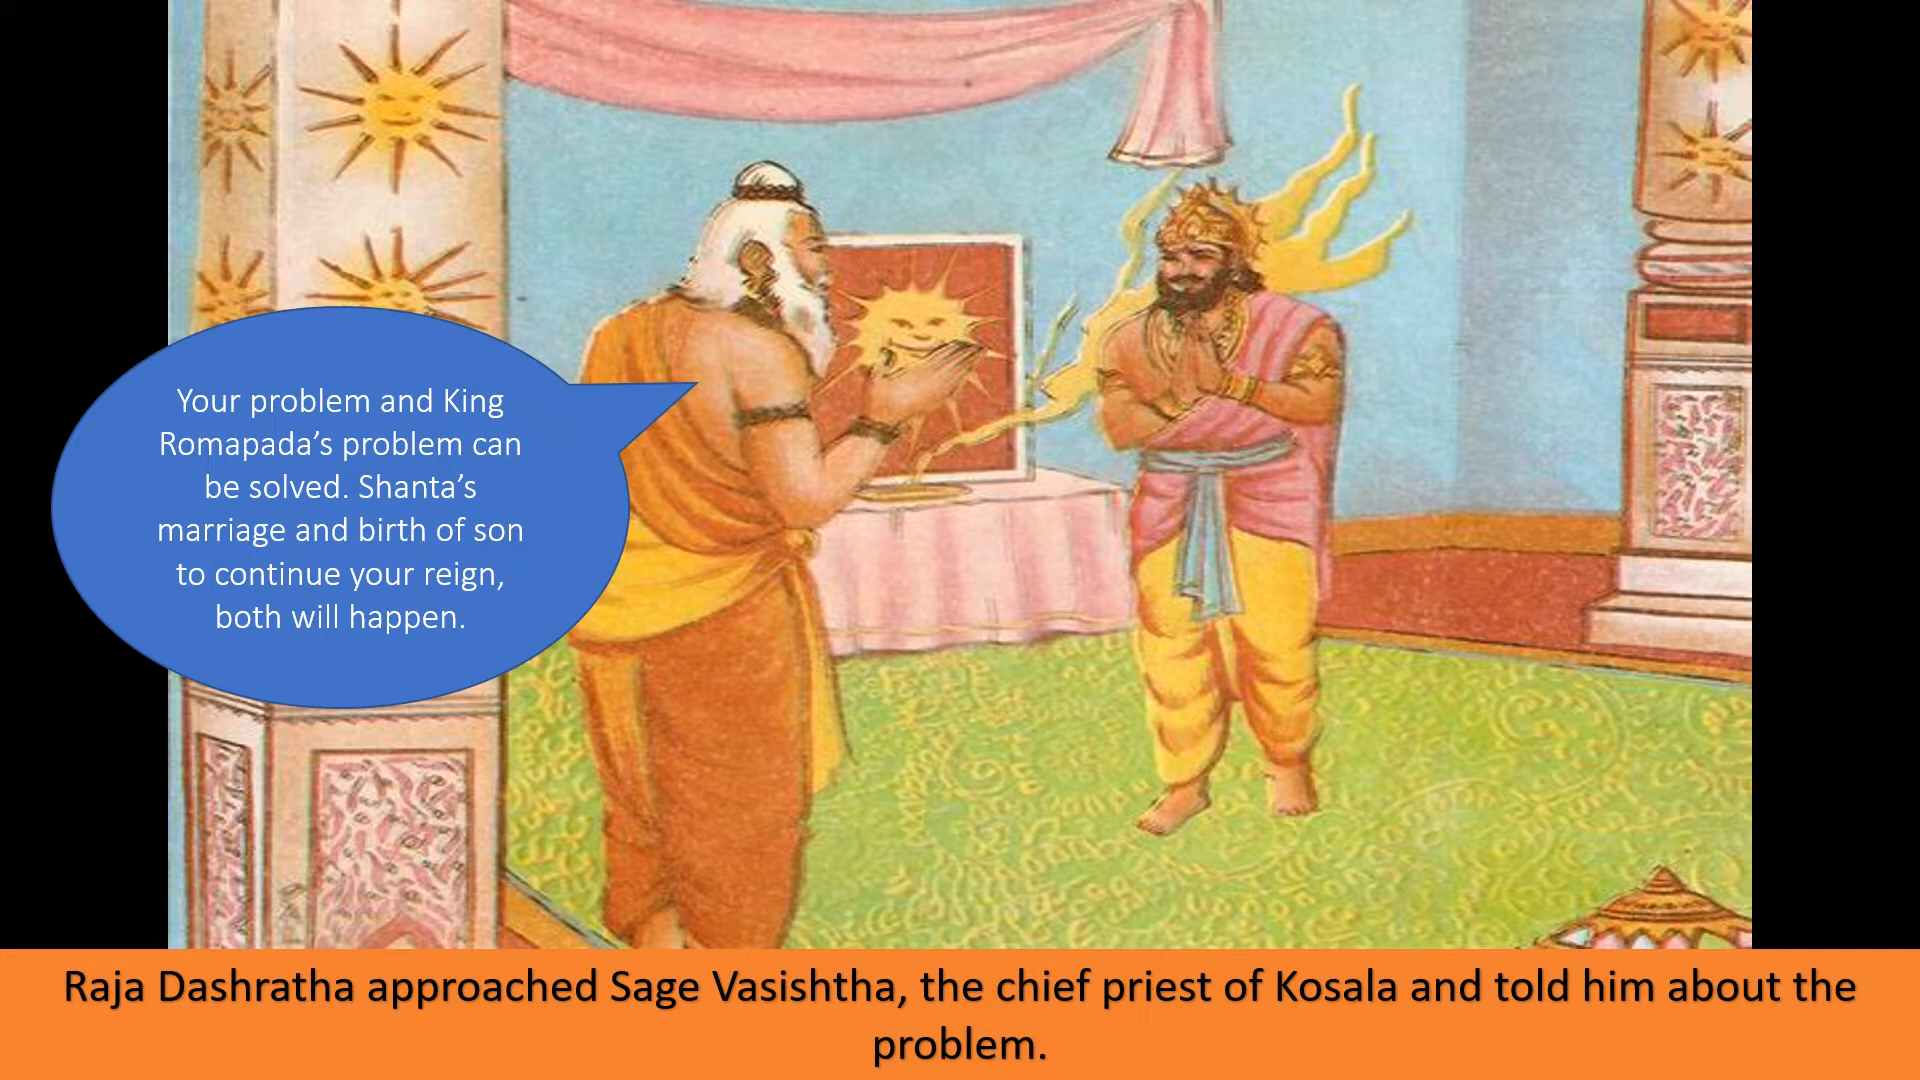 Your problem and King
Romapada’s problem can
be solved. Shanta’s
marriage and birth of son
to continue your reign,
both will happen.
Raja Dashratha approached Sage Vasishtha, the chief priest of Kosala and told him about the
problem.